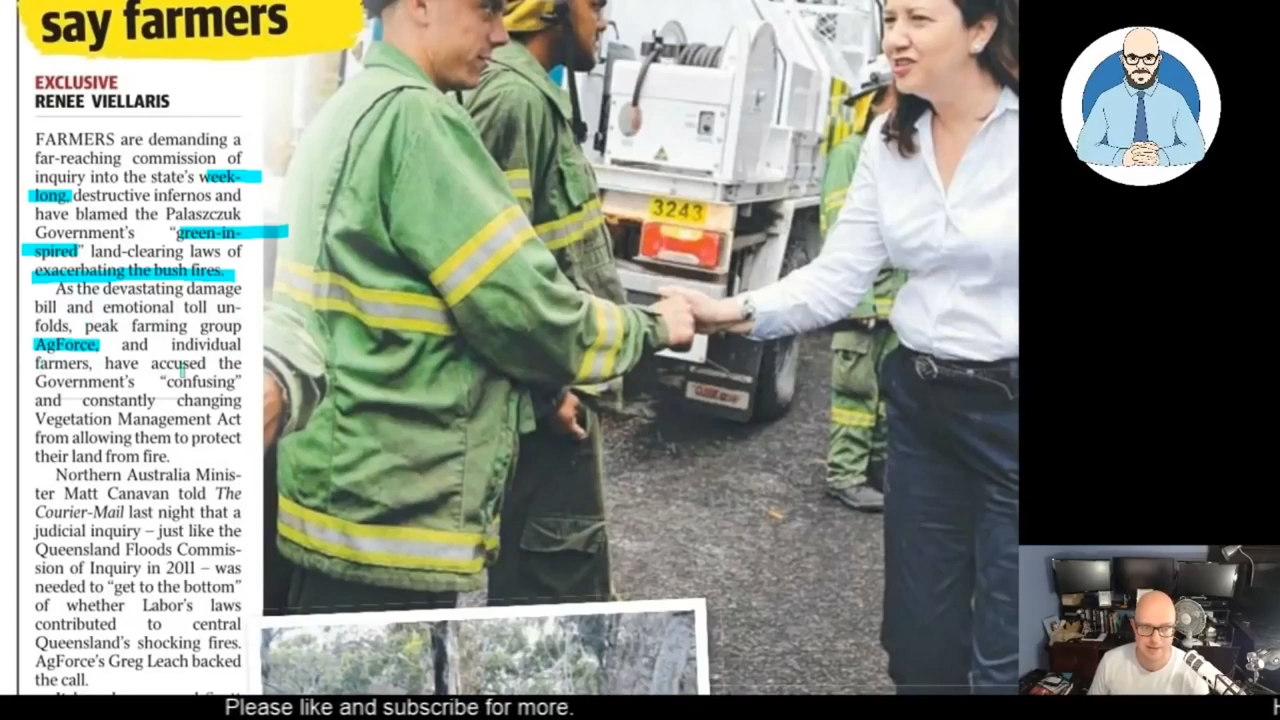 say farmers
EXCLUSIVE
RENEE VIELLARIS
FARMERS are demanding a
far-reaching commission of
inquiry into the state's week-
long, destructive infernos and
have blamed the Palaszczuk
Government's “green-in-
spired” land-clearing laws of
exacerbating the bush fires.
As the devastating damage
bill and emotional toll un-
folds, peak farming group
AgForce, and individual
farmers, have accused the
Government's “confusing”
and constantly changing
Vegetation Management Act
from allowing them to protect
their land from fire.
Northern Australia Minis-
ter Matt Canavan told The
Courier-Mail last night that a
judicial inquiry – just like the
Queensland Floods Commis-
sion of Inquiry in 2011 – was
needed to “get to the bottom”
of whether Labor's laws
contributed to central
Queensland's shocking fires.
AgForce's Greg Leach backed
the call.
3243
Please like and subscribe for more.
H